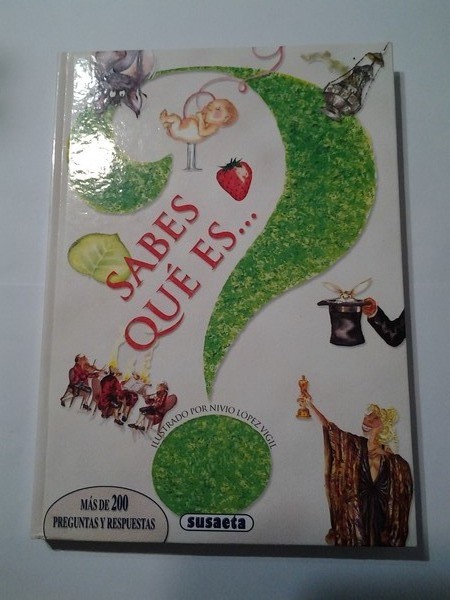 SABES
QUÉ ES...
ILUSTRADO POR NIVIO LÓPEZ VIGIL
MÁS DE 200
PREGUNTAS Y RESPUESTAS
susaeta